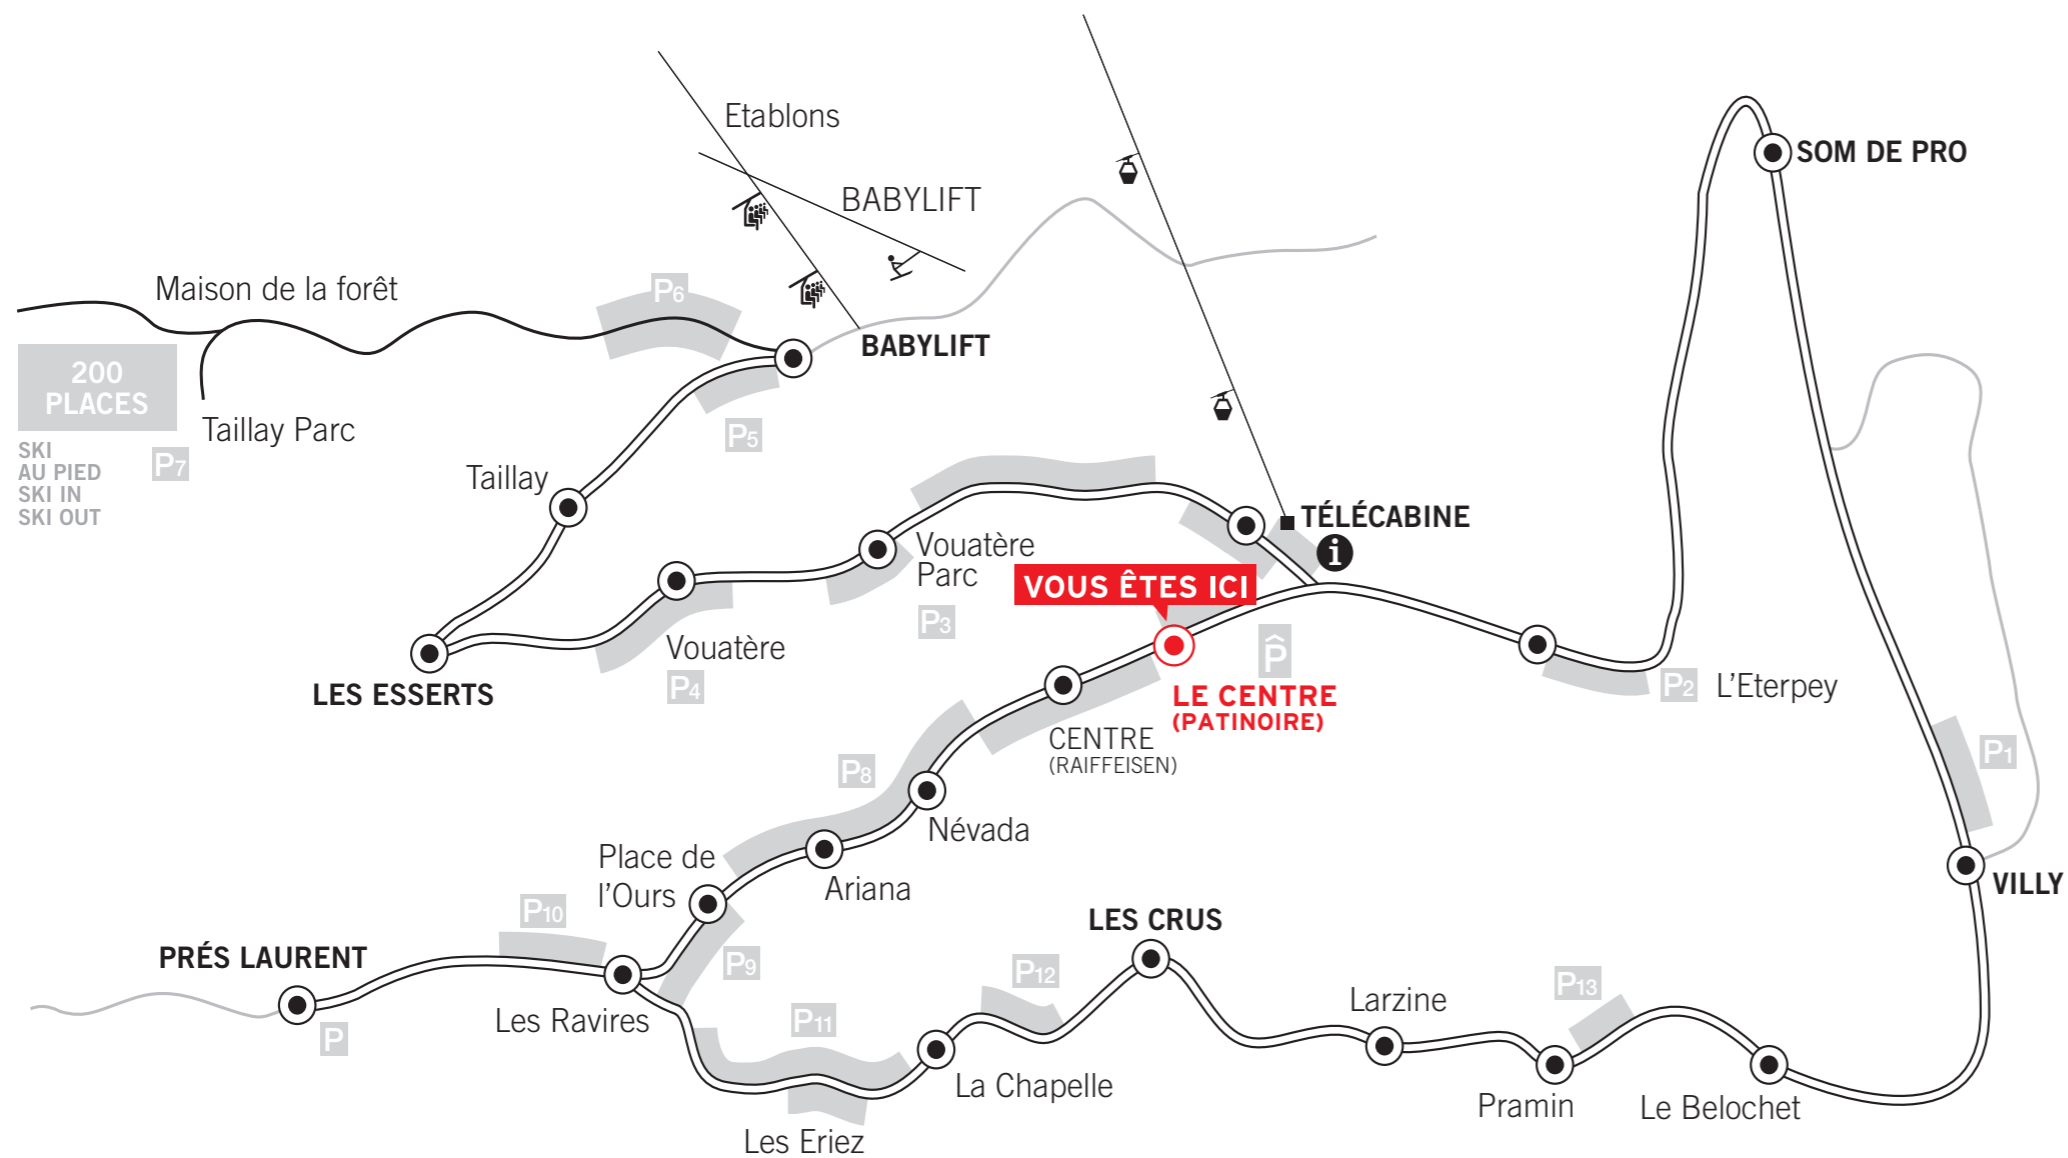 Etablons
SOM DE PRO
BABYLIFT
Maison de la forêt
P6
BABYLIFT
200
PLACES
Taillay Parc
P5
SKI
AU PIED
SKI IN
SKI OUT
P7
Taillay
TÉLÉCABINE
i
Vouatère
Parc
VOUS ÊTES ICI
P3
Vouatère
P4
LES ESSERTS
P
LE CENTRE
(PATINOIRE)
P2
L'Eterpey
CENTRE
(RAIFFEISEN)
P1
P8
Névada
Place de
l'Ours
Ariana
VILLY
P10
LES CRUS
PRÉS LAURENT
P9
P12
P13
Larzine
Les Ravires
P11
P
La Chapelle
Pramin
Le Belochet
Les Eriez